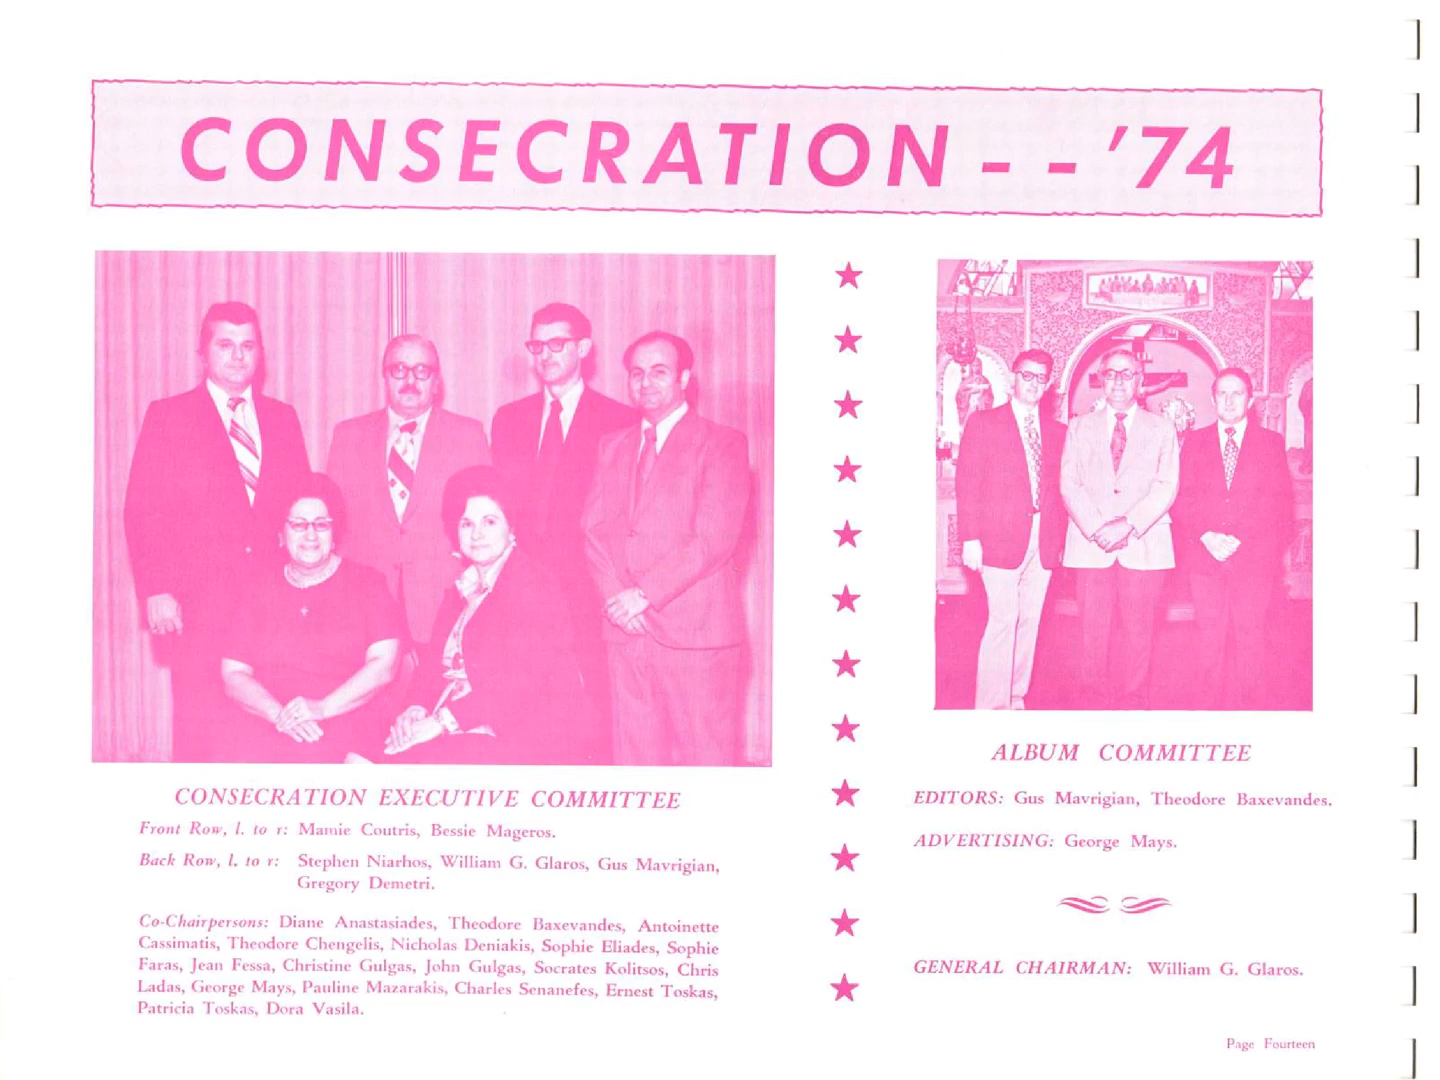 CONSECRATION - - '74
CONSECRATION EXECUTIVE COMMITTEE
Front Row, l. to r: Mamie Coutris, Bessie Mageros.
Back Row, l. to r: Stephen Niarhos, William G. Glaros, Gus Mavrigian,
Gregory Demetri.
Co-Chairpersons: Diane Anastasiades, Theodore Baxevandes, Antoinette
Cassimatis, Theodore Chengelis, Nicholas Deniakis, Sophie Eliades, Sophie
Faras, Jean Fessa, Christine Gulgas, John Gulgas, Socrates Kolitsos, Chris
Ladas, George Mays, Pauline Mazarakis, Charles Senanefes, Ernest Toskas,
Patricia Toskas, Dora Vasila.
ALBUM COMMITTEE
EDITORS: Gus Mavrigian, Theodore Baxevandes.
ADVERTISING: George Mays.
GENERAL CHAIRMAN: William G. Glaros.
Page Fourteen